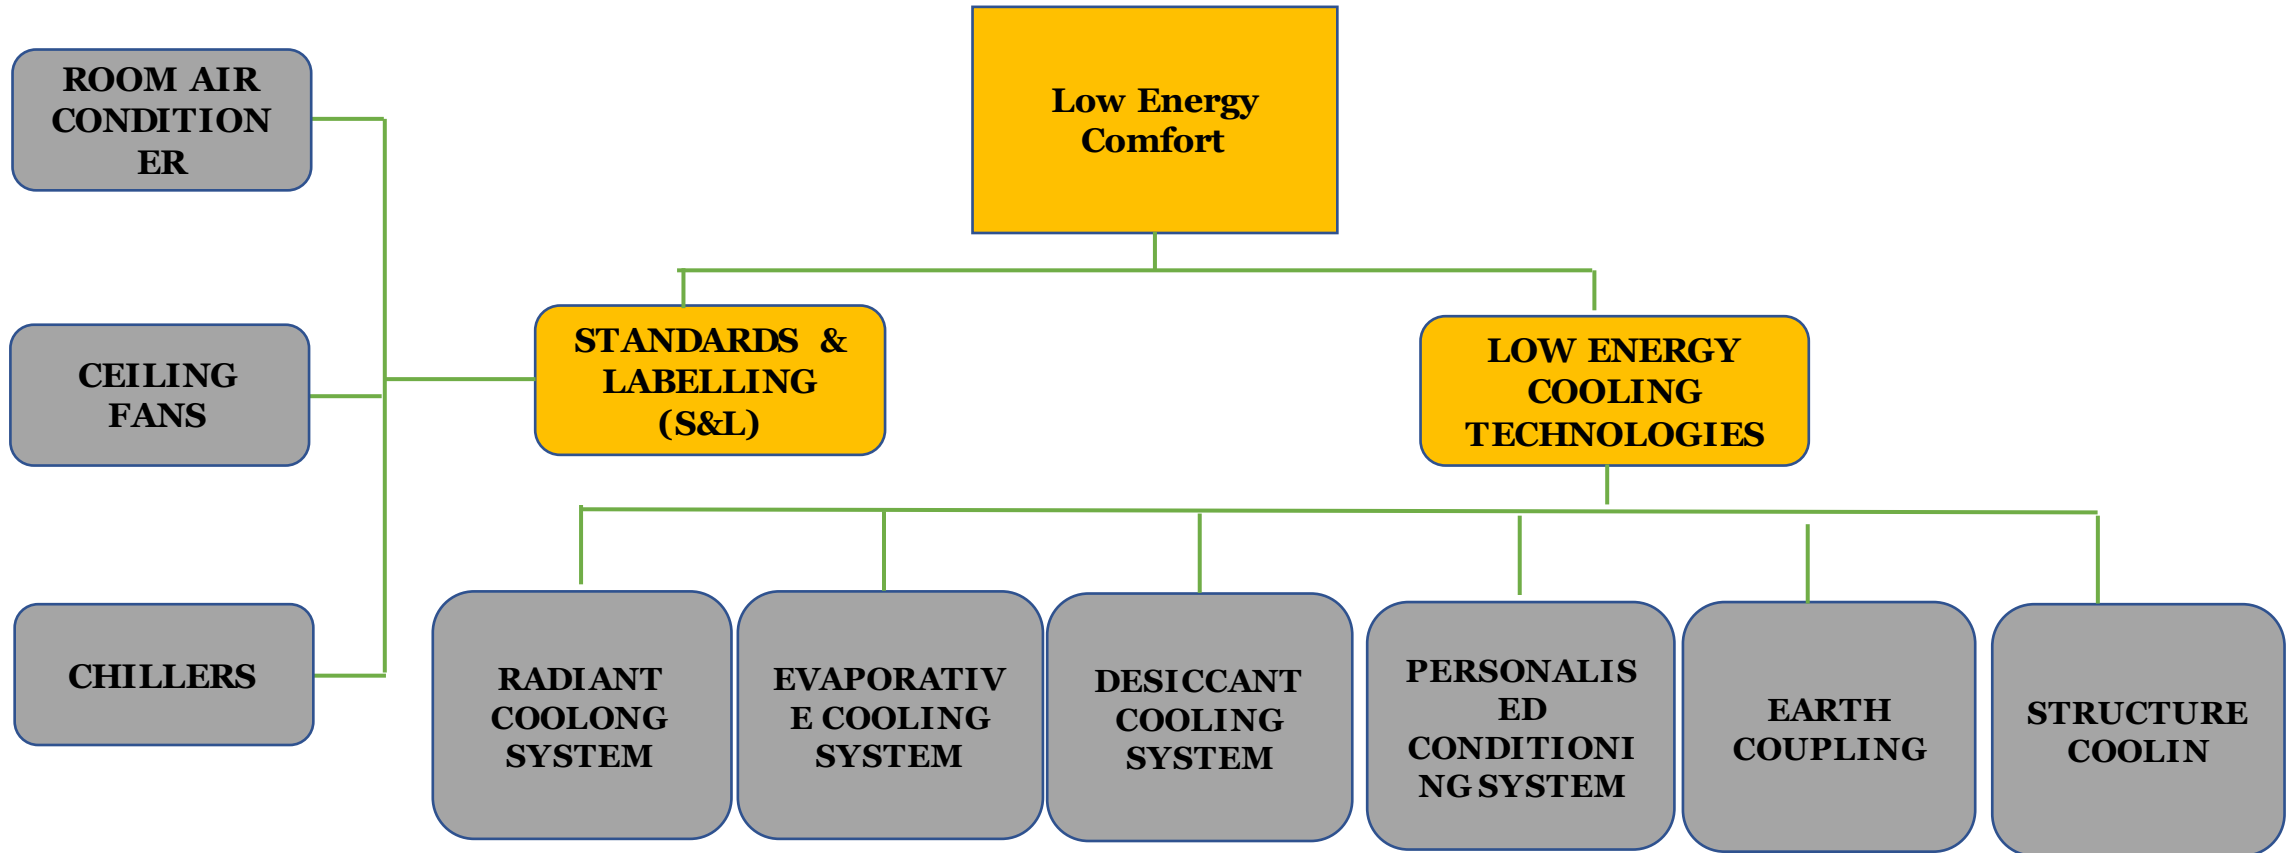 Low Energy
Comfort
ROOM AIR
CONDITION
ER
CEILING
FANS
CHILLERS
STANDARDS &
LABELLING
(S&L)
LOW ENERGY
COOLING
TECHNOLOGIES
RADIANT
COOLONG
SYSTEM
EVAPORATIV
E COOLING
SYSTEM
DESICCANT
COOLING
SYSTEM
PERSONALIS
ED
CONDITIONI
NG SYSTEM
EARTH
COUPLING
STRUCTURE
COOLIN